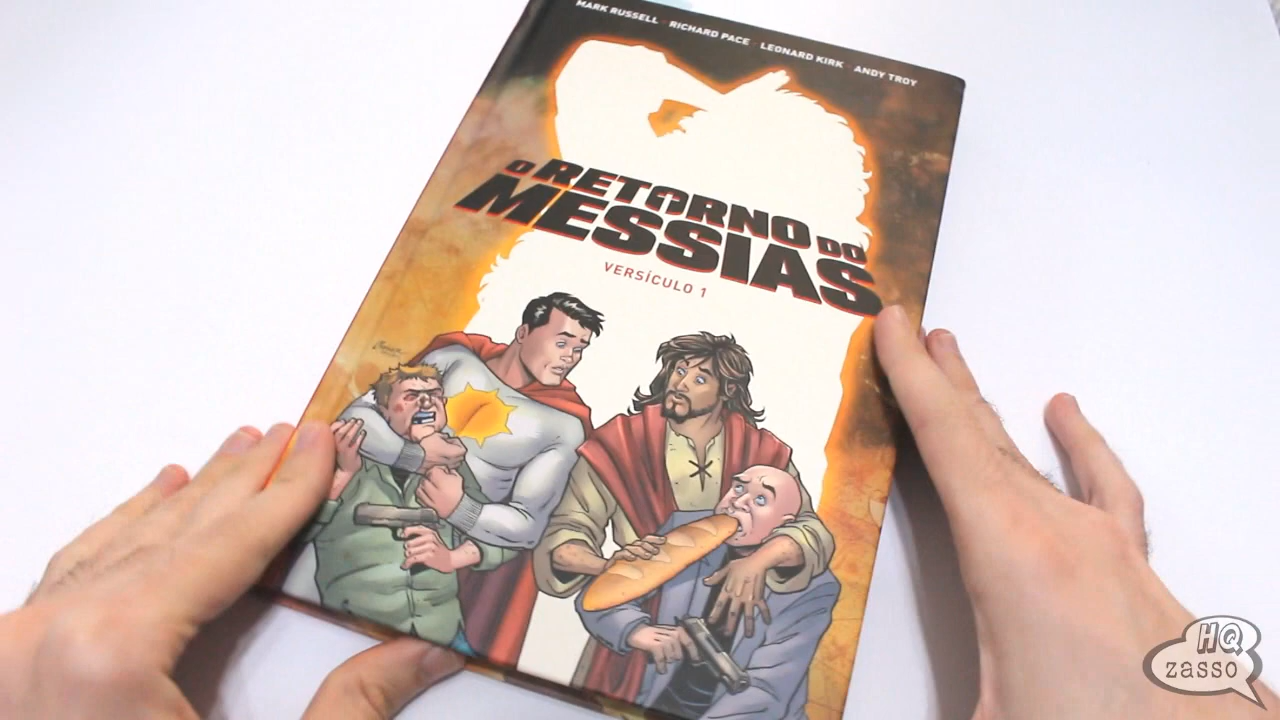 MARK RUSSELL RICHARD PACE LEONARD KIRK ANDY TROY
O RETORNO DO
MESSIAS
VERSÍCULO 1
HQ
zasso